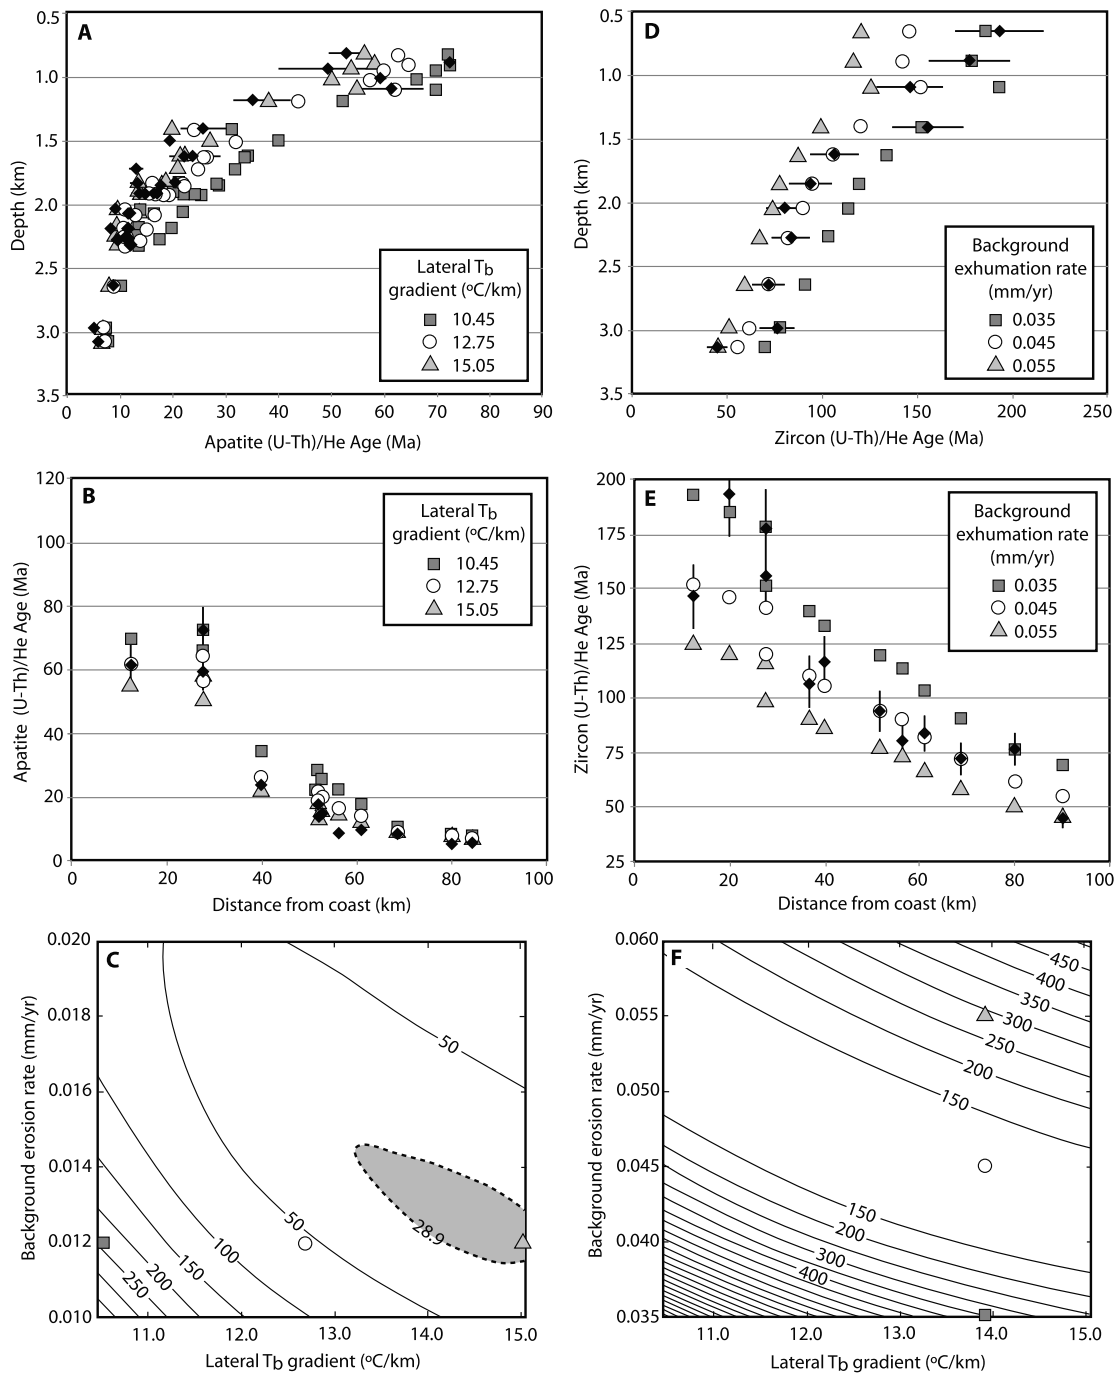 A
0.5
1.0
1.5
2.0
2.5
3.0
3.5
Depth (km)
Lateral Tb
gradient (ºC/km)
10.45
12.75
15.05
0 10 20 30 40 50 60 70 80 90
Apatite (U-Th)/He Age (Ma)
D
0.5
1.0
1.5
2.0
2.5
3.0
3.5
Depth (km)
Background
exhumation rate
(mm/yr)
0.035
0.045
0.055
0 50 100 150 200 250
Zircon (U-Th)/He Age (Ma)
B
120
100
80
60
40
20
0
Apatite (U-Th)/He Age (Ma)
Lateral Tb
gradient (ºC/km)
10.45
12.75
15.05
0 20 40 60 80 100
Distance from coast (km)
E
200
175
150
125
100
75
50
25
Zircon (U-Th)/He Age (Ma)
Background
exhumation rate
(mm/yr)
0.035
0.045
0.055
0 20 40 60 80 100
Distance from coast (km)
C
0.020
0.018
0.016
0.014
0.012
0.010
Background erosion rate (mm/yr)
50
28.9
50
100
150
200
250
11.0 12.0 13.0 14.0 15.0
Lateral Tb gradient (ºC/km)
F
0.060
0.055
0.050
0.045
0.040
0.035
Background erosion rate (mm/yr)
450
400
350
300
250
200
150
150
200
300
400
11.0 12.0 13.0 14.0 15.0
Lateral Tb gradient (ºC/km)